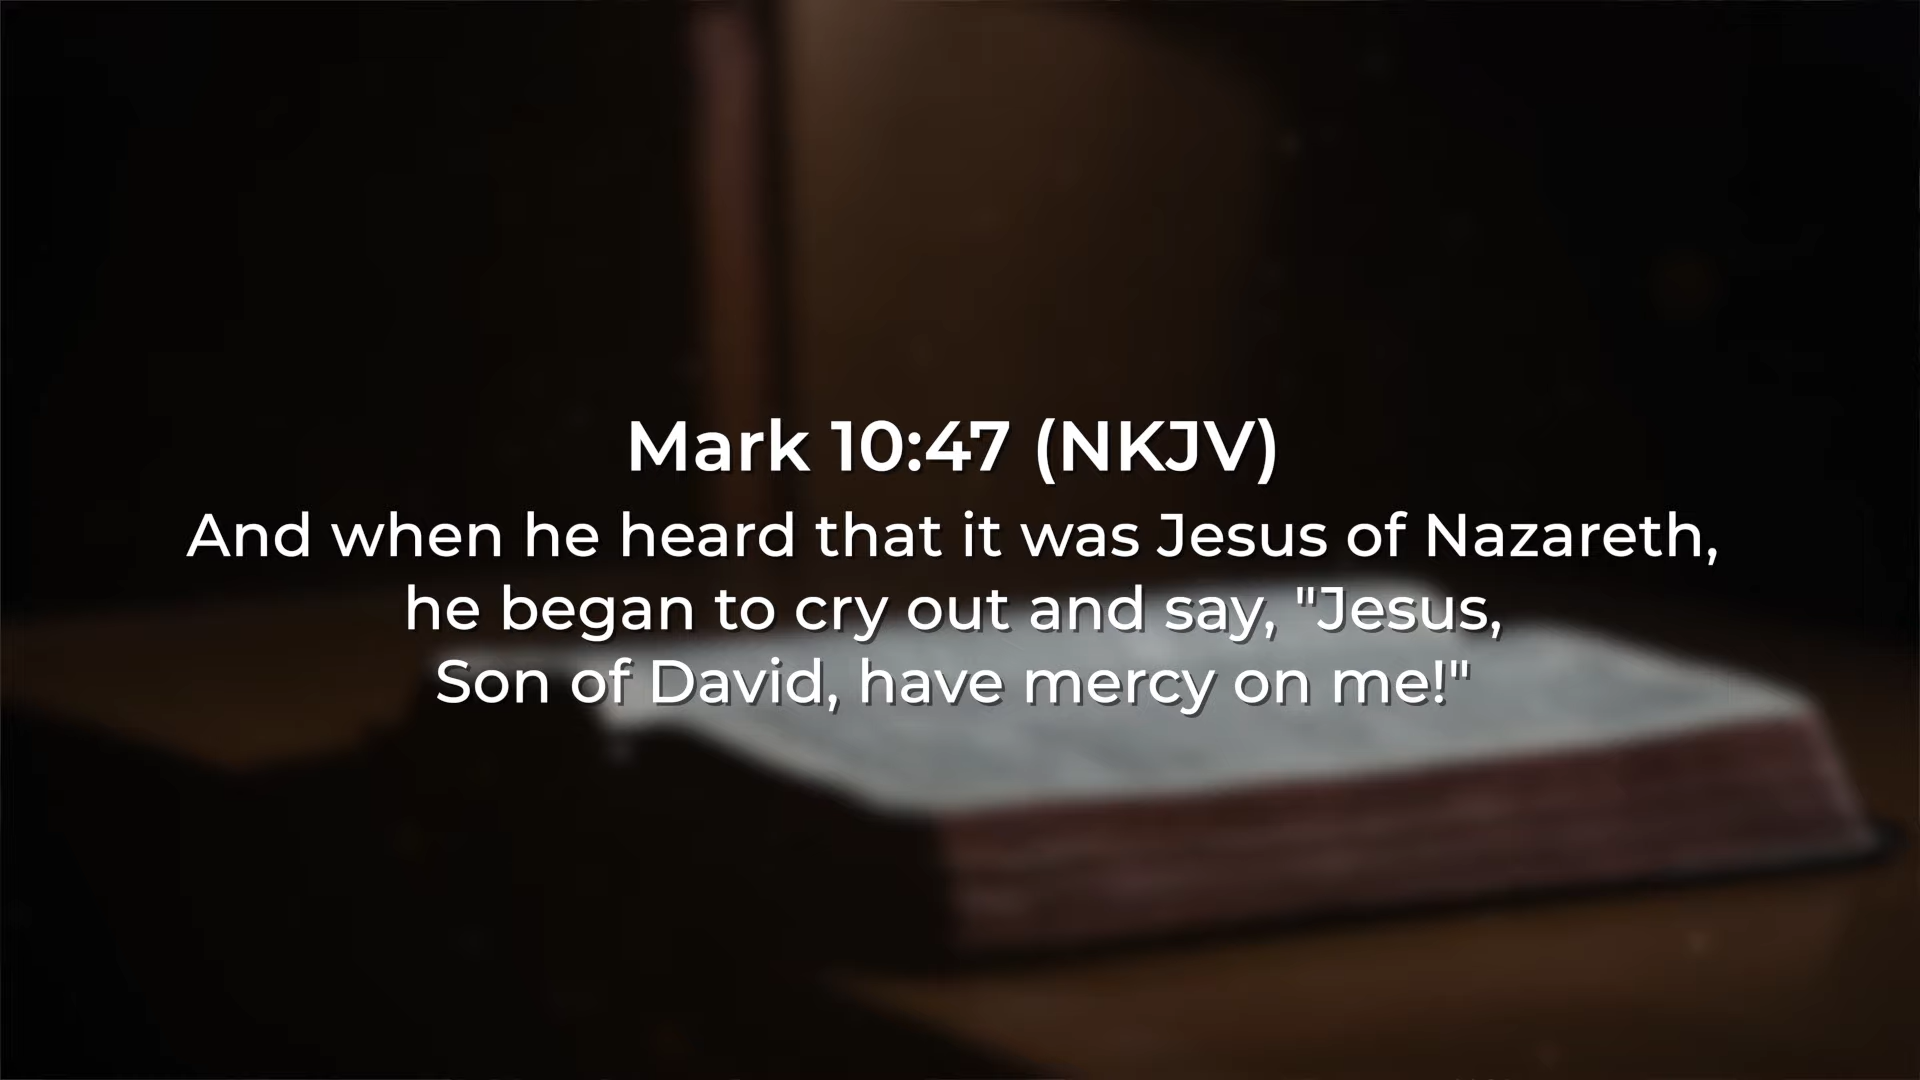 Mark 10:47 (NKJV)
And when he heard that it was Jesus of Nazareth,
he began to cry out and say, "Jesus,
Son of David, have mercy on me!"